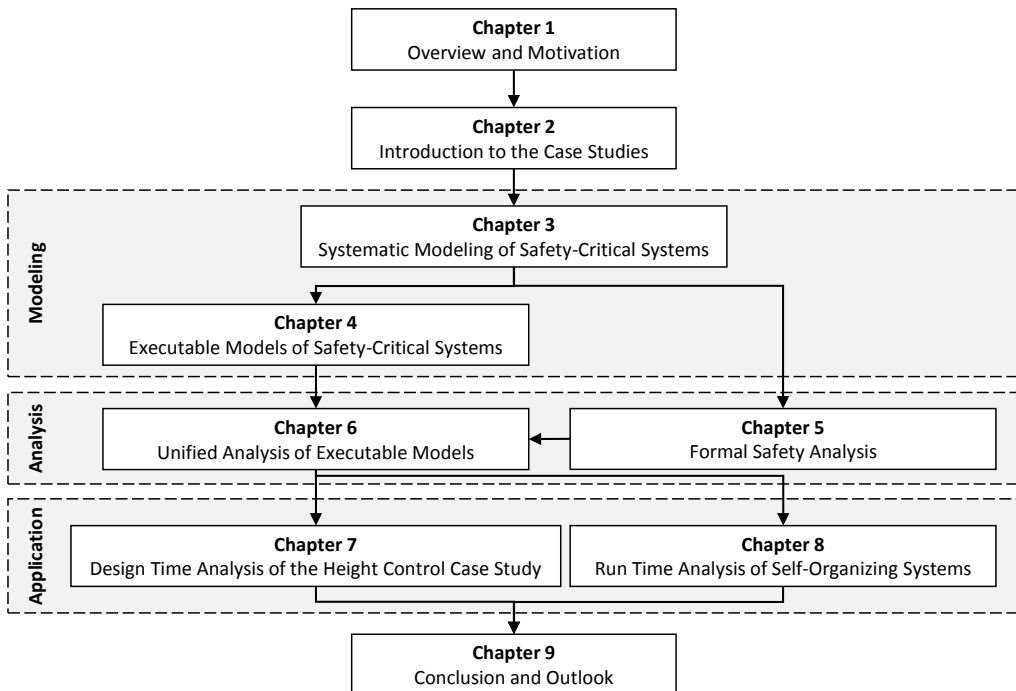 Chapter 1
Overview and Motivation
Chapter 2
Introduction to the Case Studies
Modeling
Chapter 3
Systematic Modeling of Safety-Critical Systems
Chapter 4
Executable Models of Safety-Critical Systems
Analysis
Chapter 6
Unified Analysis of Executable Models
Chapter 5
Formal Safety Analysis
Application
Chapter 7
Design Time Analysis of the Height Control Case Study
Chapter 8
Run Time Analysis of Self-Organizing Systems
Chapter 9
Conclusion and Outlook